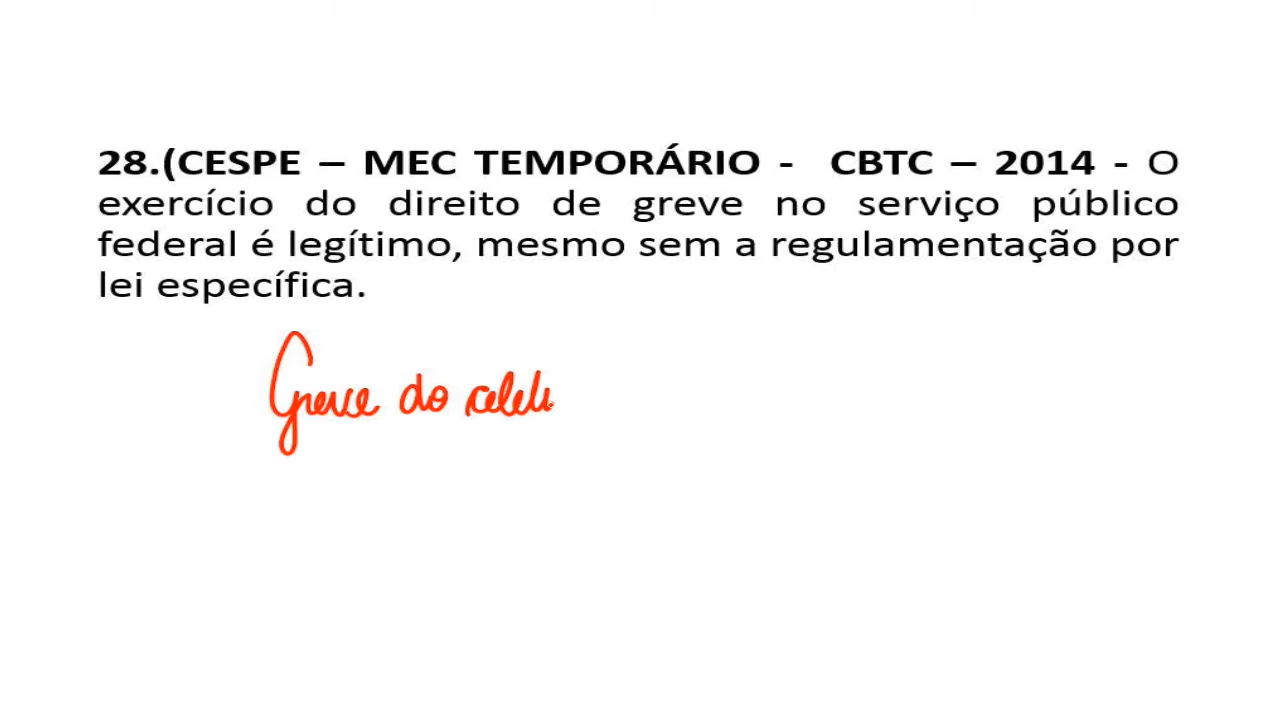 28.(CESPE – MEC TEMPORÁRIO - CBTC – 2014 - O
exercício do direito de greve no serviço público
federal é legítimo, mesmo sem a regulamentação por
lei específica.
Greve do celeti